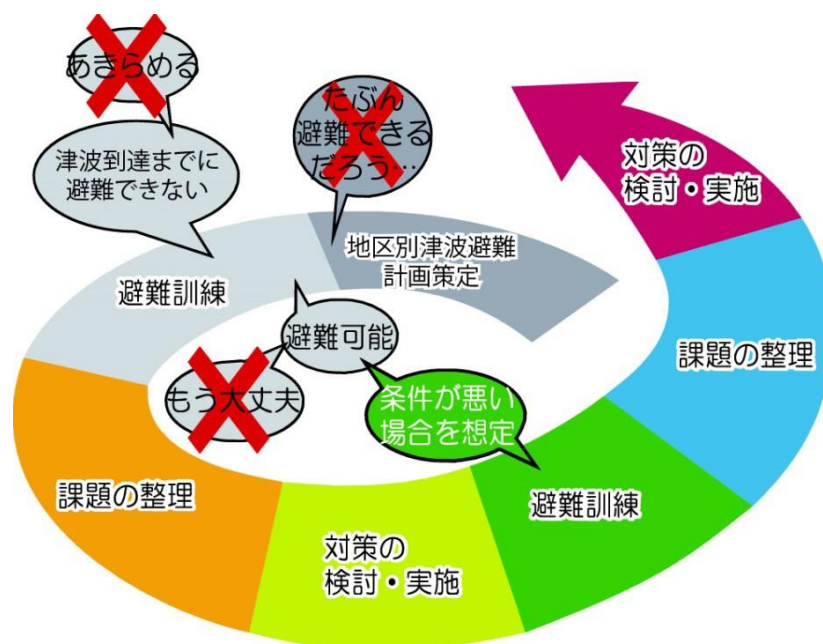 あきらめる
津波到達までに
避難できない
たぶん
避難できる
だろう…
地区別津波避難
計画策定
避難訓練
避難可能
もう大丈夫
条件が悪い
場合を想定
課題の整理
対策の
検討・実施
避難訓練
課題の整理
対策の
検討・実施